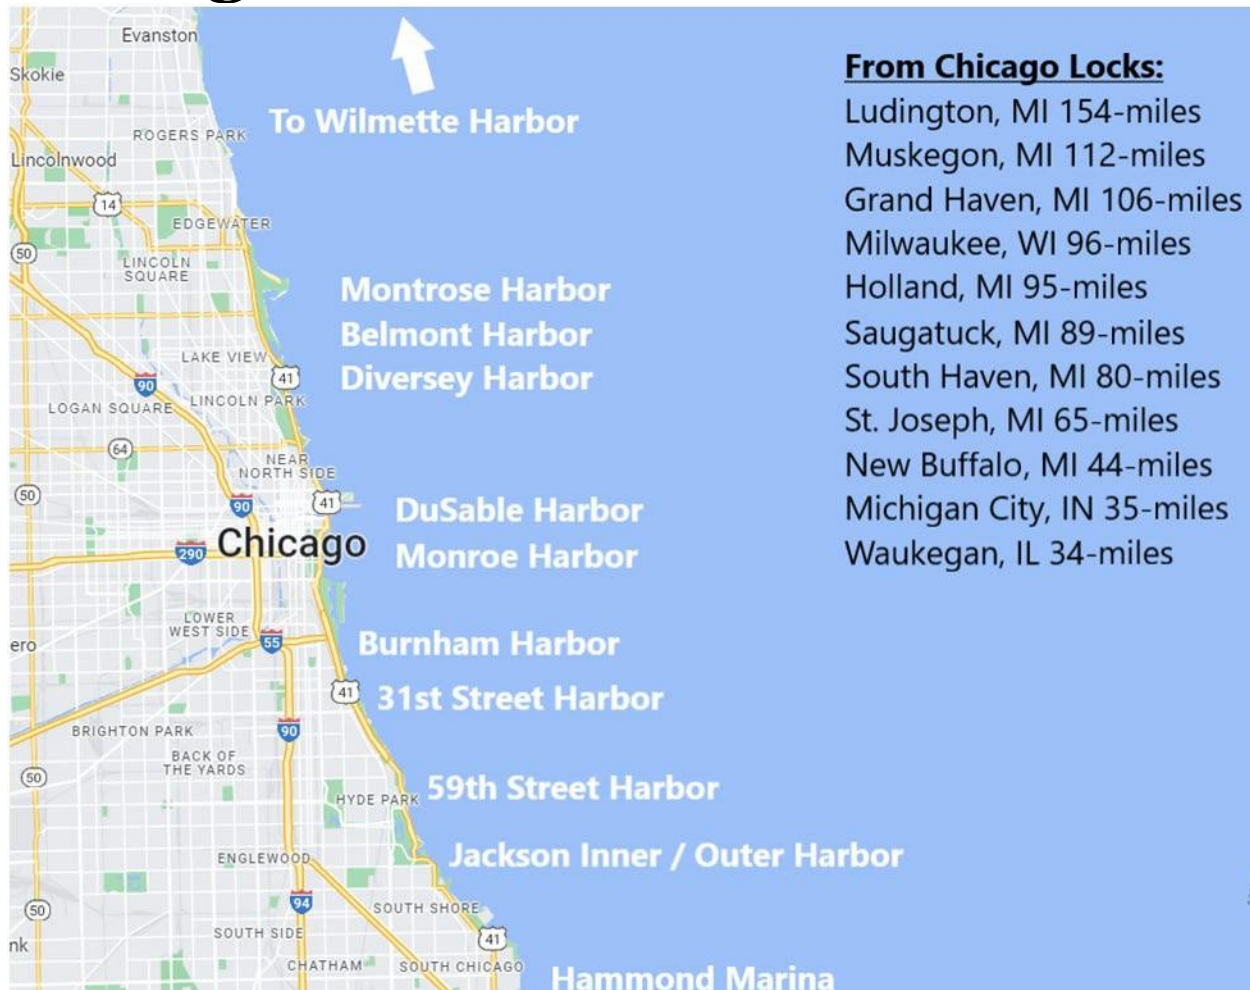 Evanston
Skokie
To Wilmette Harbor
ROGERS PARK
Lincolnwood
14
EDGEWATER
50
LINCOLN
SQUARE
Montrose Harbor
Belmont Harbor
Diversey Harbor
LAKE VIEW
41
90
LOGAN SQUARE
LINCOLN PARK
64
NEAR
NORTH SIDE
50
90
41
DuSable Harbor
Monroe Harbor
Chicago
290
LOWER
WEST SIDE
55
ero
Burnham Harbor
41
31st Street Harbor
90
BRIGHTON PARK
BACK OF
THE YARDS
50
HYDE PARK
59th Street Harbor
Jackson Inner / Outer Harbor
ENGLEWOOD
94
50
SOUTH SHORE
nk
SOUTH SIDE
41
CHATHAM
SOUTH CHICAGO
Hammond Marina
From Chicago Locks:
Ludington, MI 154-miles
Muskegon, MI 112-miles
Grand Haven, MI 106-miles
Milwaukee, WI 96-miles
Holland, MI 95-miles
Saugatuck, MI 89-miles
South Haven, MI 80-miles
St. Joseph, MI 65-miles
New Buffalo, MI 44-miles
Michigan City, IN 35-miles
Waukegan, IL 34-miles